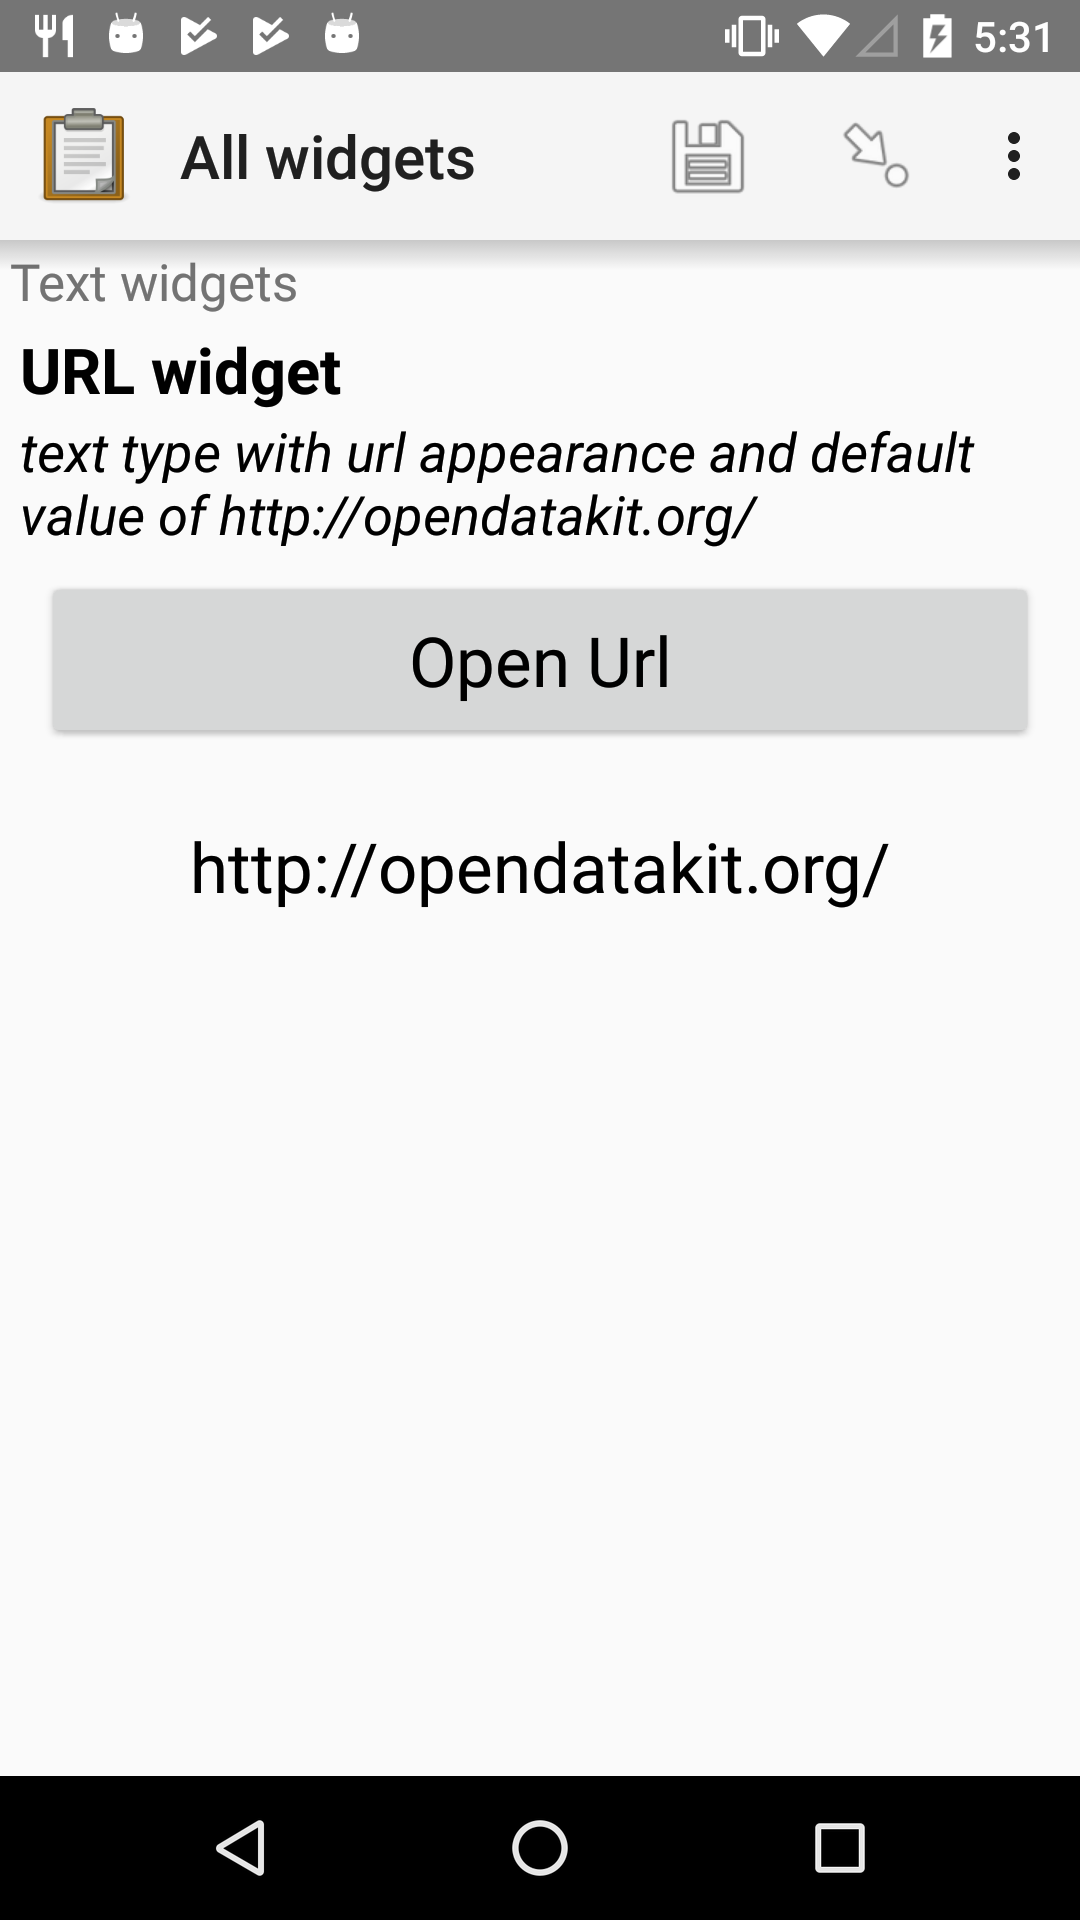 5:31
All widgets
Text widgets
URL widget
text type with url appearance and default
value of http://opendatakit.org/
Open Url
http://opendatakit.org/